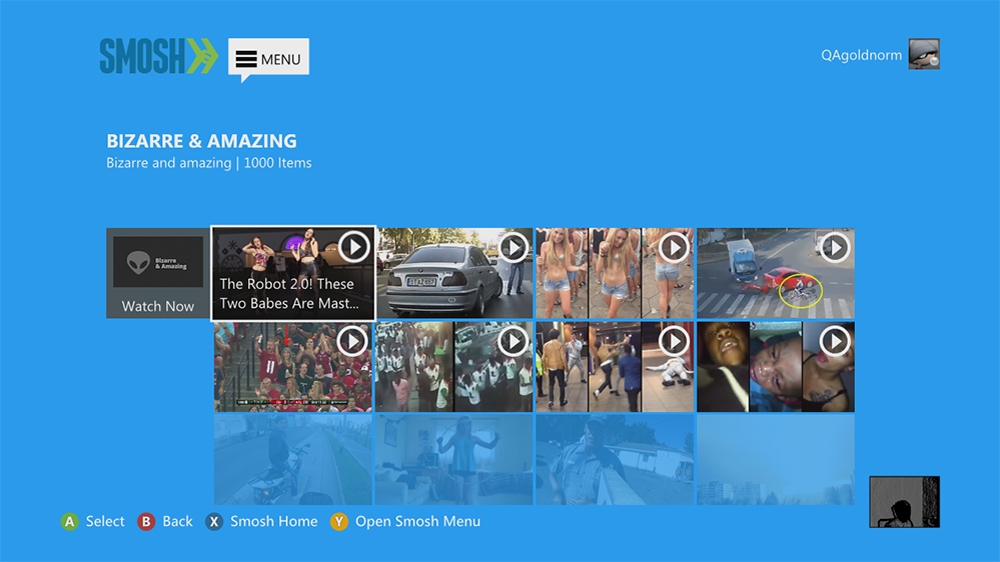 SMOSH
MENU
QAgoldnorm
BIZARRE & AMAZING
Bizarre and amazing | 1000 Items
Bizarre
& Amazing
Watch Now
The Robot 2.0! These
Two Babes Are Mast...
11
A Select B Back X Smosh Home Y Open Smosh Menu